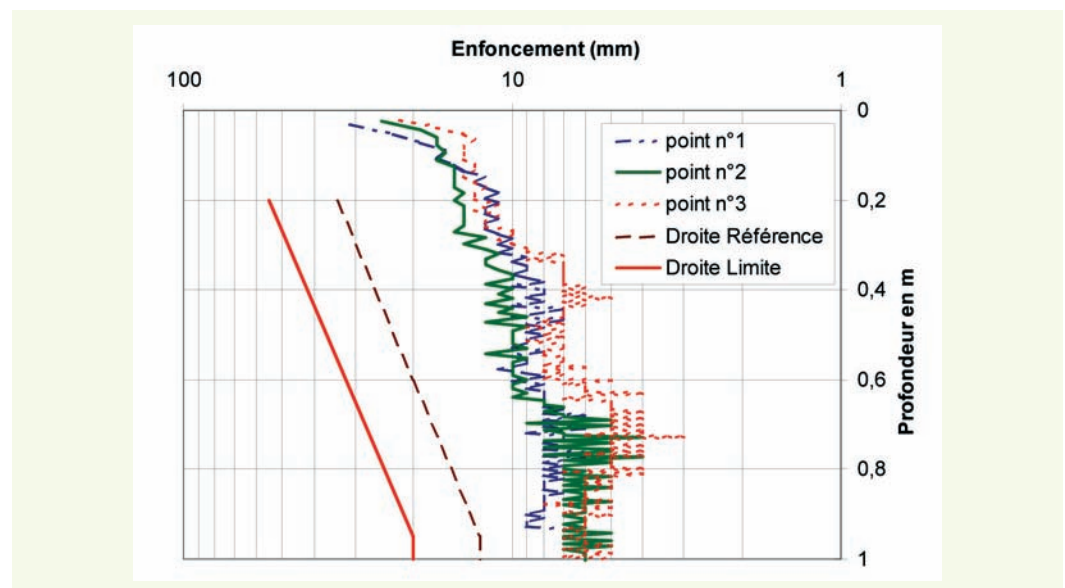 Enfoncement (mm)
100 10 1
0
point n°1
point n°2
0,2
point n°3
Droite Référence
Droite Limite
0,4
0,6
0,8
1
Profondeur en m